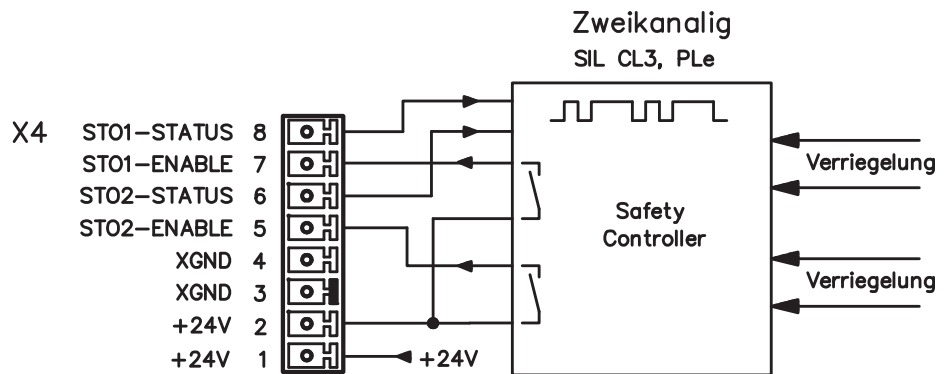 Zweikanalig
SIL CL3, PLe
X4
STO1-STATUS 8
STO1-ENABLE 7
STO2-STATUS 6
STO2-ENABLE 5
XGND 4
XGND 3
+24V 2
+24V 1
+24V
Safety
Controller
Verriegelung
Verriegelung